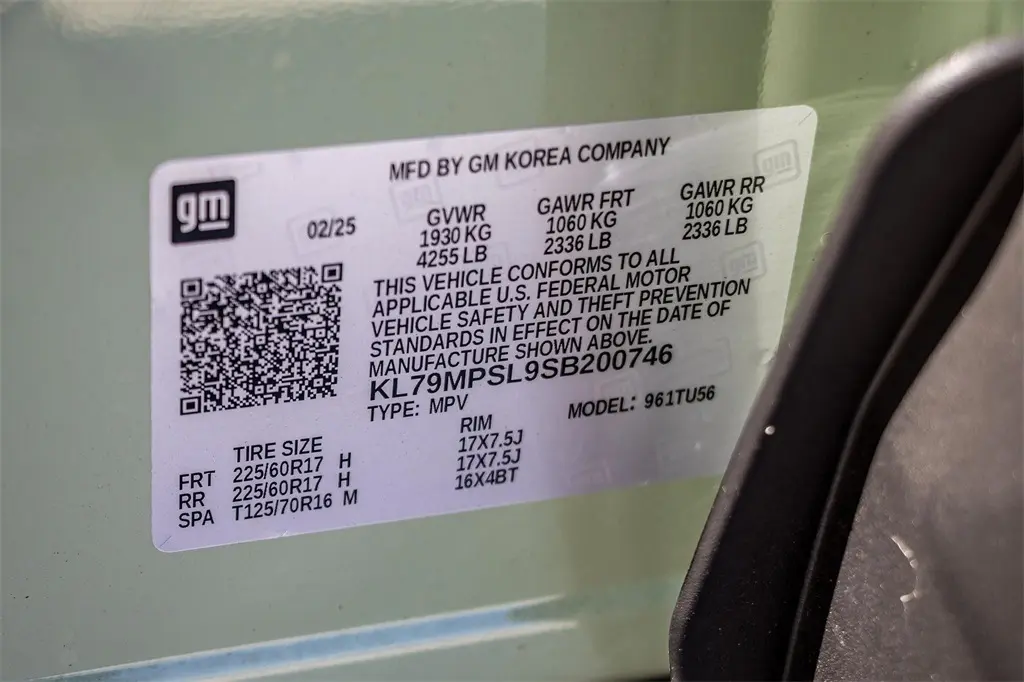 gm
MFD BY GM KOREA COMPANY
02/25
GVWR GAWR FRT GAWR RR
1930 KG 1060 KG 1060 KG
4255 LB 2336 LB 2336 LB
THIS VEHICLE CONFORMS TO ALL
APPLICABLE U.S. FEDERAL MOTOR
VEHICLE SAFETY AND THEFT PREVENTION
STANDARDS IN EFFECT ON THE DATE OF
MANUFACTURE SHOWN ABOVE.
KL79MPSL9SB200746
TYPE: MPV MODEL: 961TU56
TIRE SIZE RIM
FRT 225/60R17 H 17X7.5J
RR 225/60R17 H 17X7.5J
SPA T125/70R16 M 16X4BT